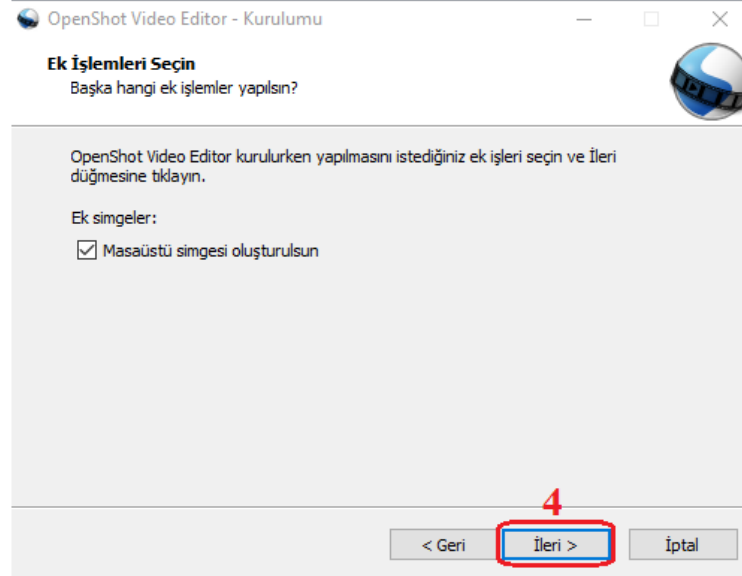 OpenShot Video Editor - Kurulumu
Ek İşlemleri Seçin
Başka hangi ek işlemler yapılsın?
OpenShot Video Editor kurulurken yapılmasını istediğiniz ek işleri seçin ve İleri
düğmesine tıklayın.
Ek simgeler:
Masaüstü simgesi oluşturulsun
4
< Geri
İleri >
İptal